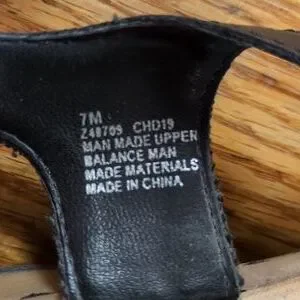 7M
Z48709 CHD19
MAN MADE UPPER
BALANCE MAN
MADE MATERIALS
MADE IN CHINA